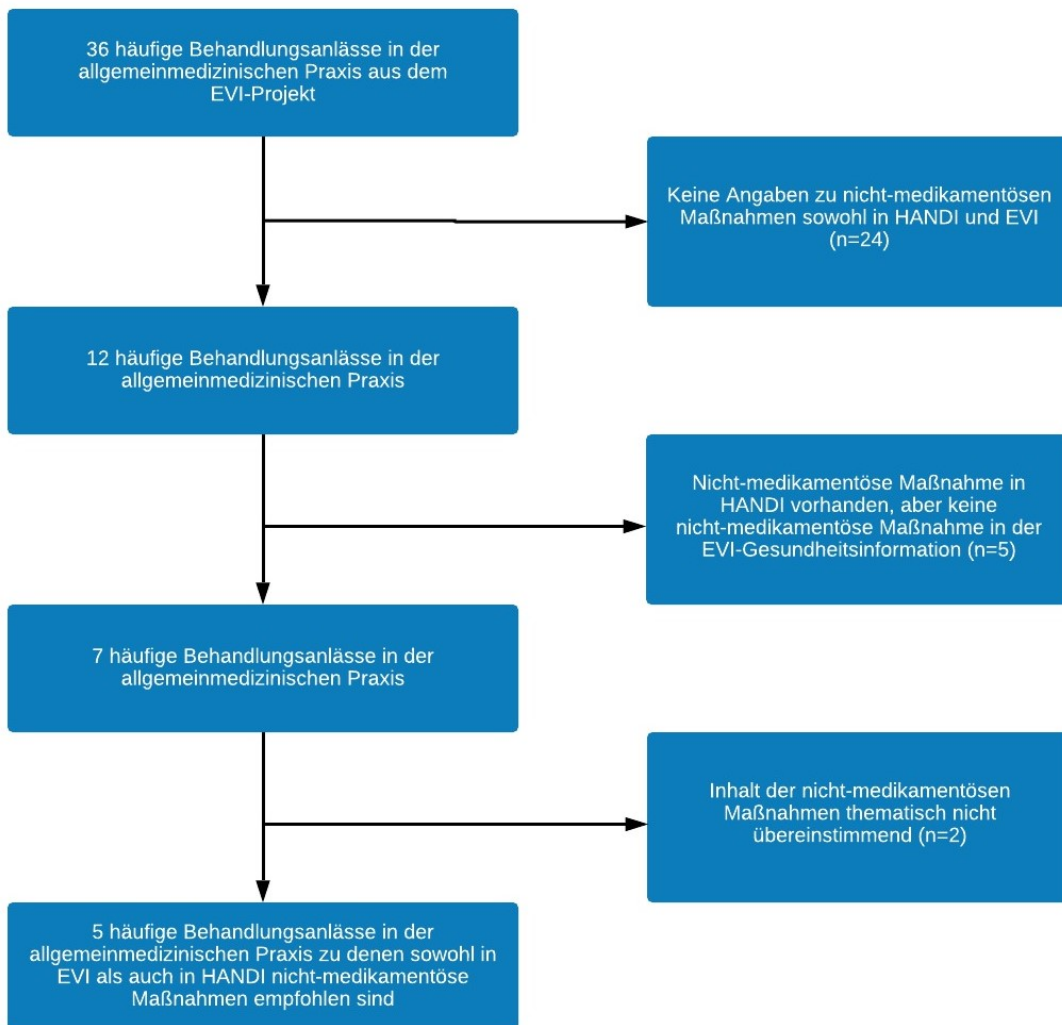 36 häufige Behandlungsanlässe in der
allgemeinmedizinischen Praxis aus dem
EVI-Projekt
Keine Angaben zu nicht-medikamentösen
Maßnahmen sowohl in HANDI und EVI
(n=24)
12 häufige Behandlungsanlässe in der
allgemeinmedizinischen Praxis
Nicht-medikamentöse Maßnahme in
HANDI vorhanden, aber keine
nicht-medikamentöse Maßnahme in der
EVI-Gesundheitsinformation (n=5)
7 häufige Behandlungsanlässe in der
allgemeinmedizinischen Praxis
Inhalt der nicht-medikamentösen
Maßnahmen thematisch nicht
übereinstimmend (n=2)
5 häufige Behandlungsanlässe in der
allgemeinmedizinischen Praxis zu denen sowohl in
EVI als auch in HANDI nicht-medikamentöse
Maßnahmen empfohlen sind